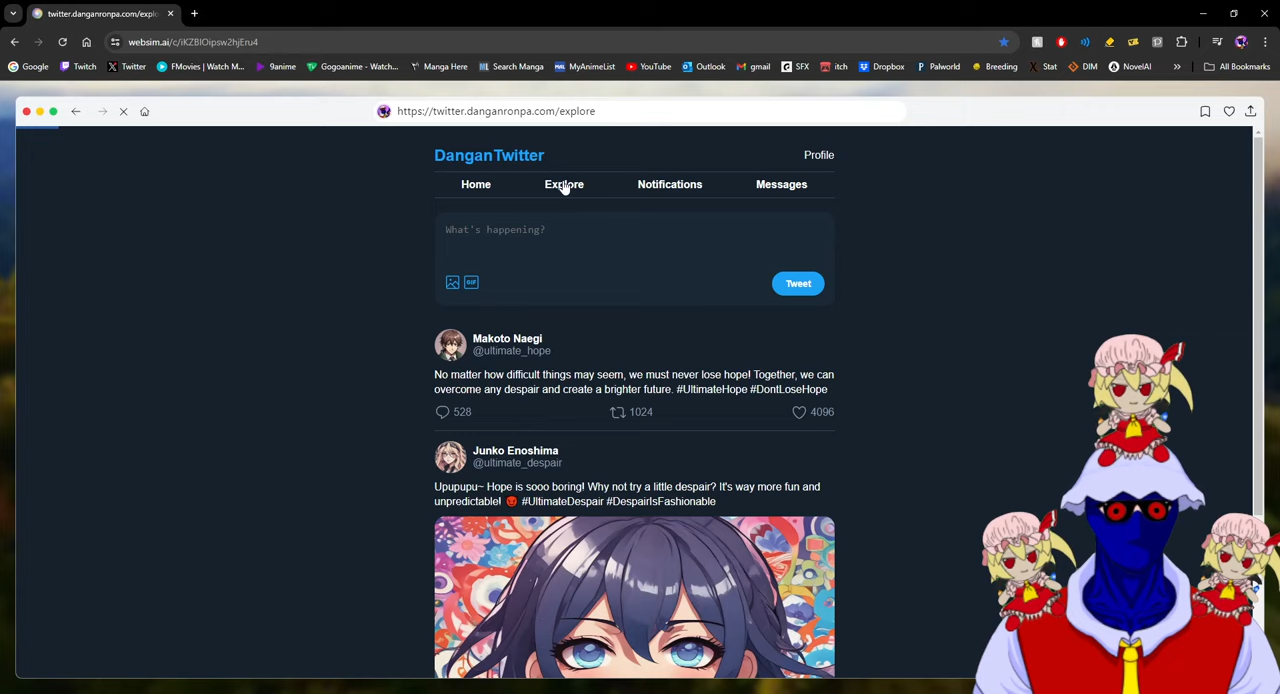 twitter.danganronpa.com/explo
websim.ai/c/iKZBlOipsw2hjEru4
Google Twitch Twitter FMovies | Watch M... 9anime Gogoanime - Watch... Manga Here Search Manga MyAnimeList YouTube Outlook gmail SFX itch Dropbox Palworld Breeding Stat DIM NovelAI » All Bookmarks
https://twitter.danganronpa.com/explore
DanganTwitter Profile
Home Explore Notifications Messages
What's happening?
GIF Tweet
Makoto Naegi
@ultimate_hope
No matter how difficult things may seem, we must never lose hope! Together, we can
overcome any despair and create a brighter future. #UltimateHope #DontLoseHope
528 1024 4096
Junko Enoshima
@ultimate_despair
Upupupu~ Hope is sooo boring! Why not try a little despair? It's way more fun and
unpredictable! 😈 #UltimateDespair #DespairIsFashionable